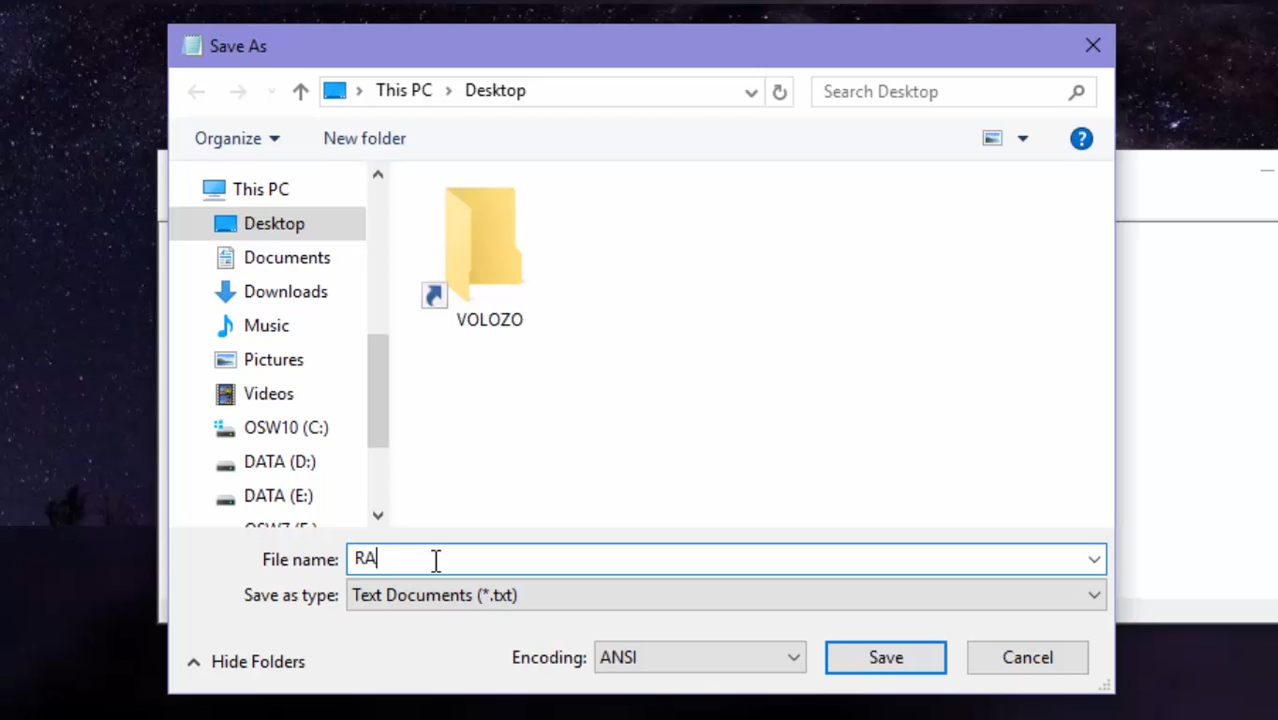 Save As
This PC > Desktop
Search Desktop
Organize
New folder
This PC
Desktop
Documents
Downloads
Music
Pictures
Videos
OSW10 (C:)
DATA (D:)
DATA (E:)
VOLOZO
File name: RA
Save as type: Text Documents (*.txt)
Hide Folders
Encoding: ANSI
Save
Cancel